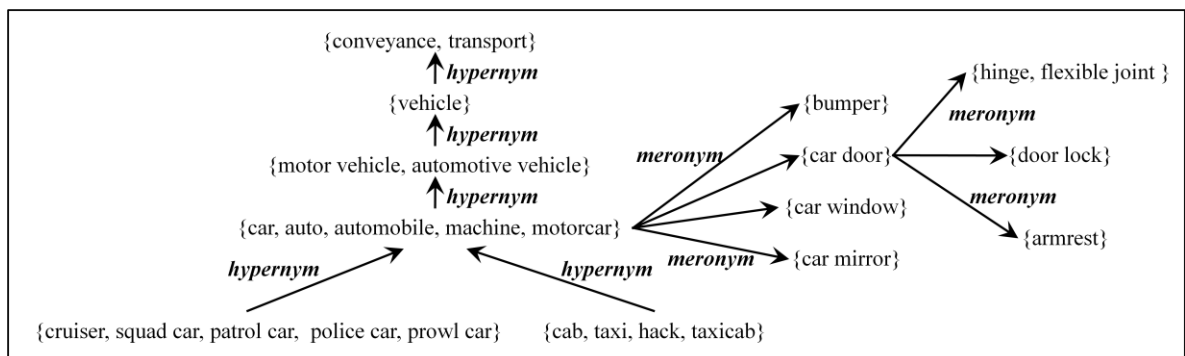 {conveyance, transport}
hypernym
{vehicle}
hypernym
{motor vehicle, automotive vehicle}
hypernym
{car, auto, automobile, machine, motorcar}
hypernym
hypernym
{cruiser, squad car, patrol car, police car, prowl car}
{cab, taxi, hack, taxicab}
meronym
meronym
{bumper}
{car door}
{car window}
{car mirror}
{hinge, flexible joint }
meronym
{door lock}
meronym
{armrest}